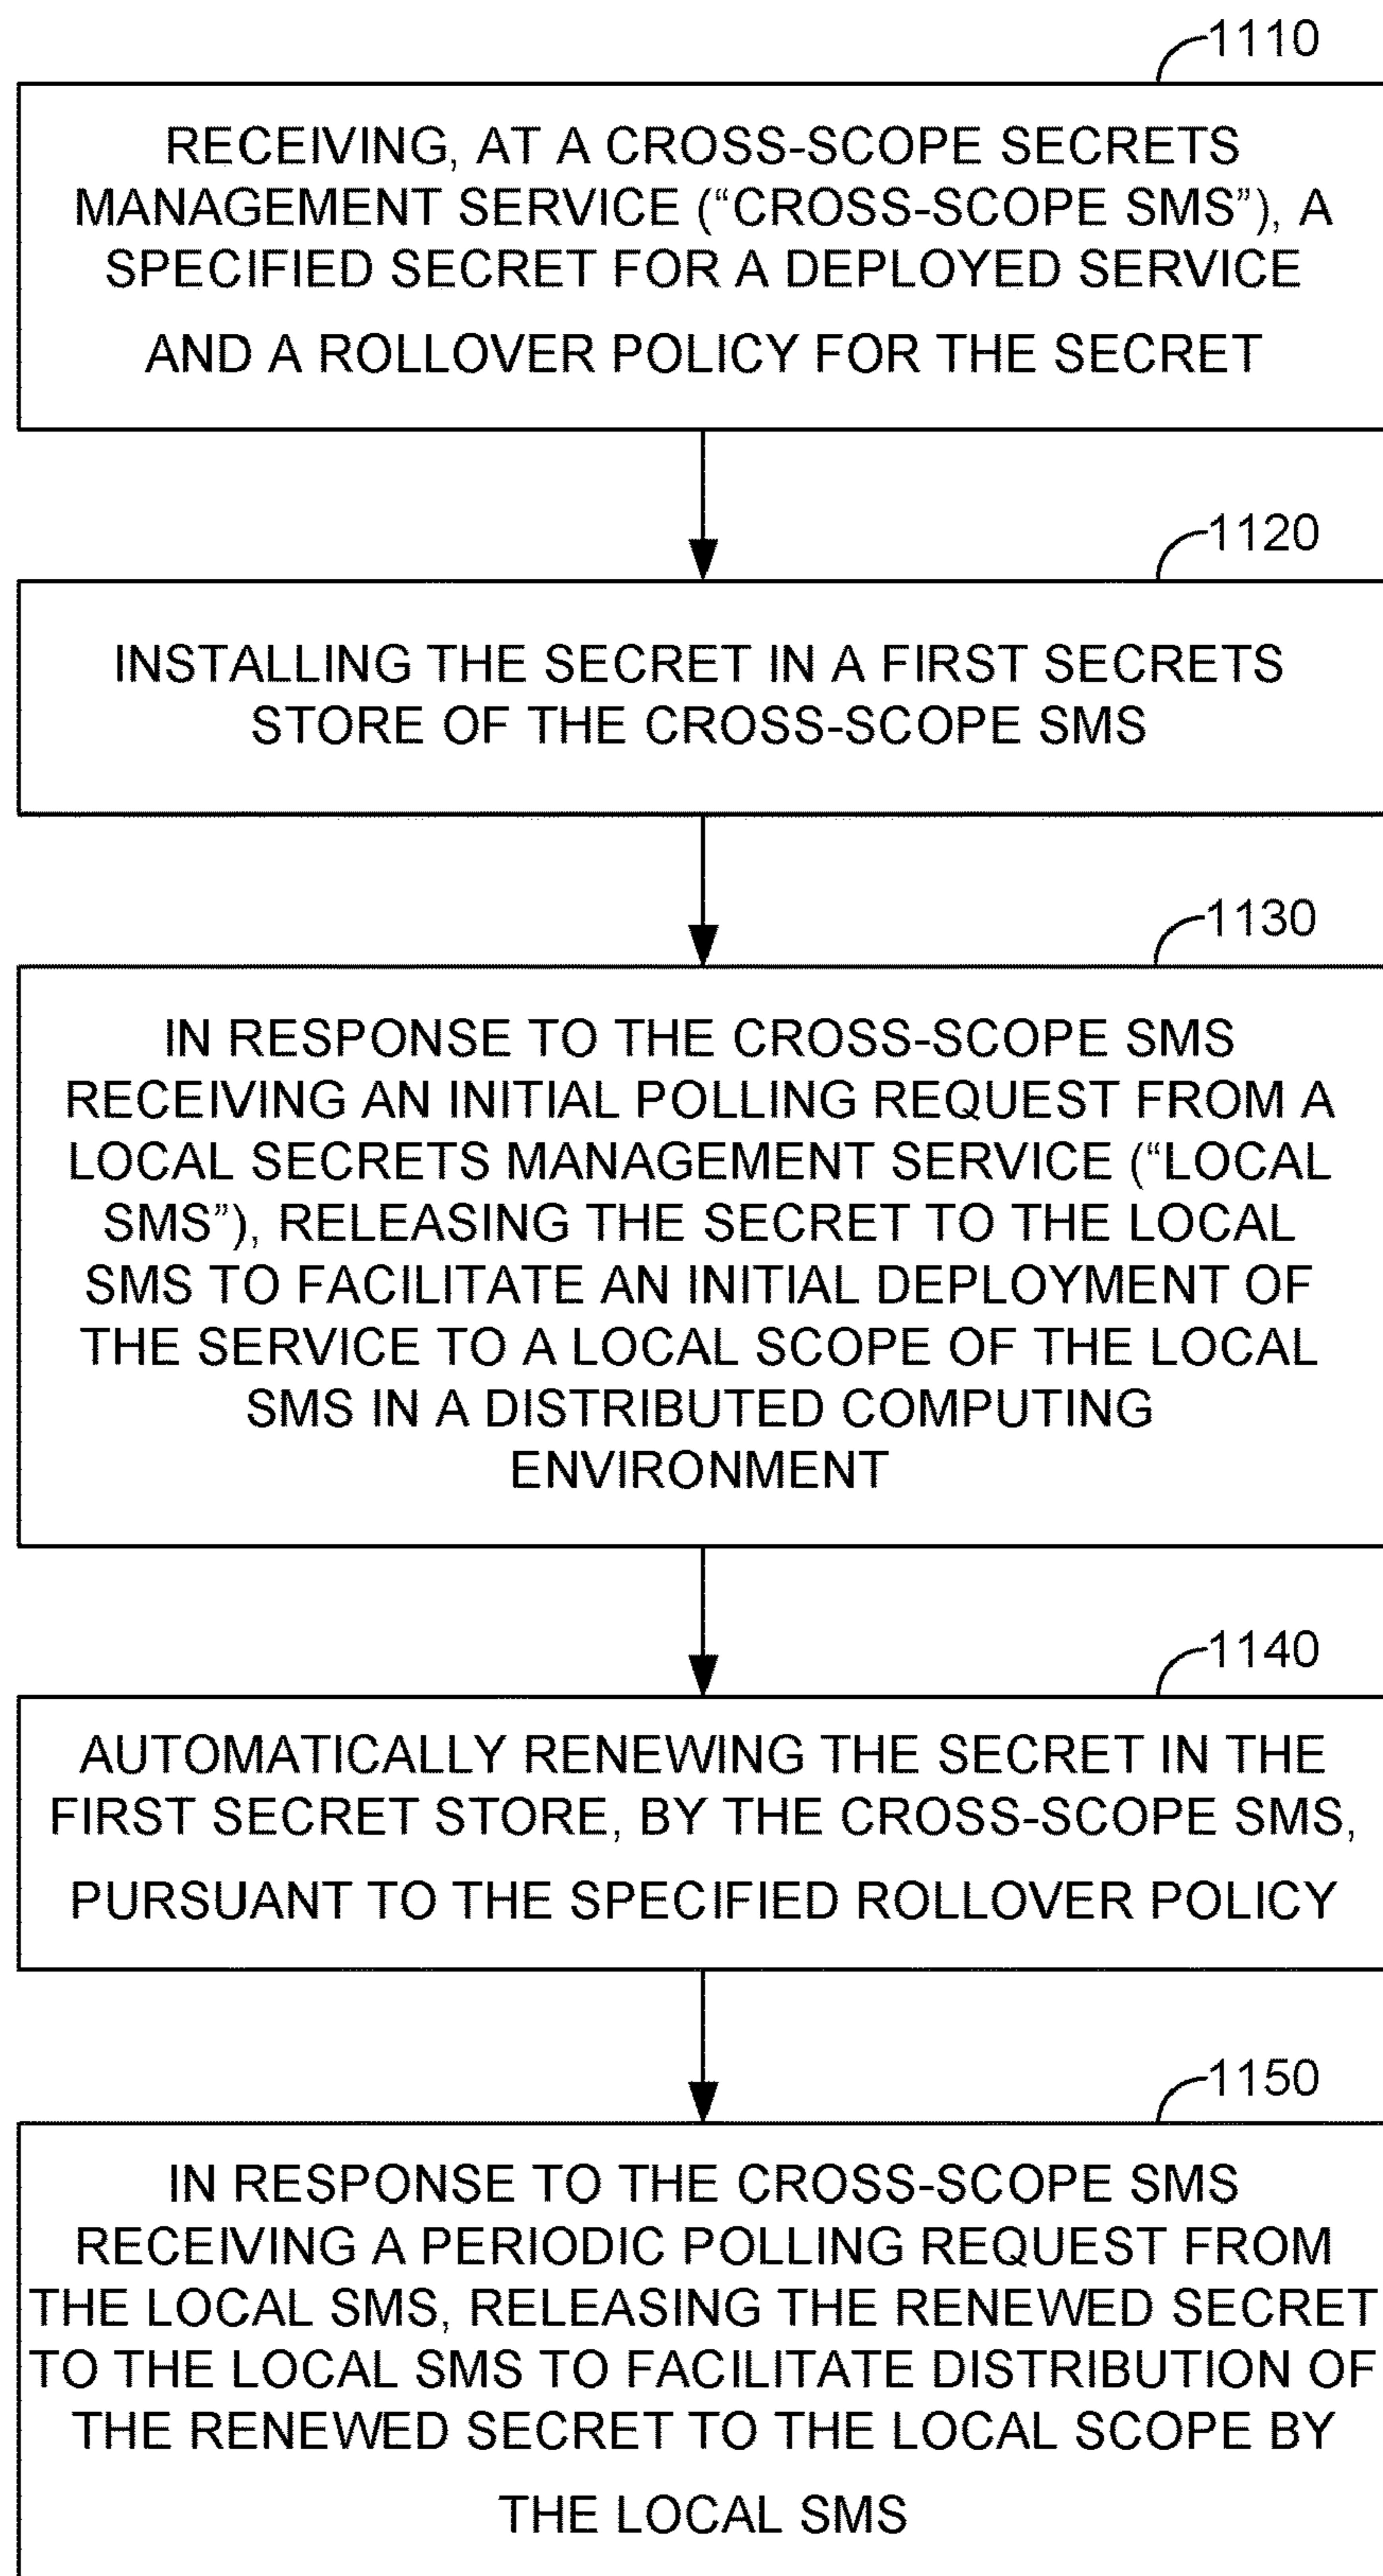 1110
RECEIVING, AT A CROSS-SCOPE SECRETS
MANAGEMENT SERVICE (“CROSS-SCOPE SMS”), A
SPECIFIED SECRET FOR A DEPLOYED SERVICE
AND A ROLLOVER POLICY FOR THE SECRET
1120
INSTALLING THE SECRET IN A FIRST SECRETS
STORE OF THE CROSS-SCOPE SMS
1130
IN RESPONSE TO THE CROSS-SCOPE SMS
RECEIVING AN INITIAL POLLING REQUEST FROM A
LOCAL SECRETS MANAGEMENT SERVICE (“LOCAL
SMS”), RELEASING THE SECRET TO THE LOCAL
SMS TO FACILITATE AN INITIAL DEPLOYMENT OF
THE SERVICE TO A LOCAL SCOPE OF THE LOCAL
SMS IN A DISTRIBUTED COMPUTING
ENVIRONMENT
1140
AUTOMATICALLY RENEWING THE SECRET IN THE
FIRST SECRET STORE, BY THE CROSS-SCOPE SMS,
PURSUANT TO THE SPECIFIED ROLLOVER POLICY
1150
IN RESPONSE TO THE CROSS-SCOPE SMS
RECEIVING A PERIODIC POLLING REQUEST FROM
THE LOCAL SMS, RELEASING THE RENEWED SECRET
TO THE LOCAL SMS TO FACILITATE DISTRIBUTION OF
THE RENEWED SECRET TO THE LOCAL SCOPE BY
THE LOCAL SMS